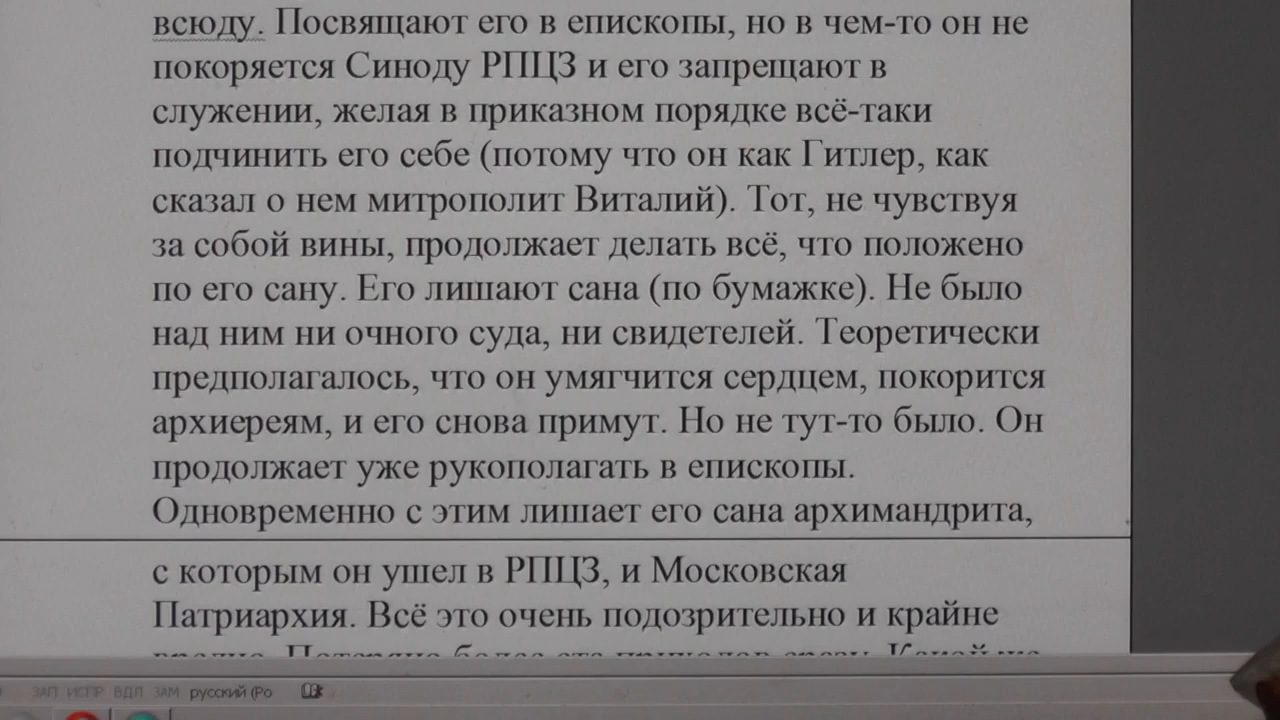 всюду. Посвящают его в епископы, но в чем-то он не
покоряется Синоду РПЦЗ и его запрещают в
служении, желая в приказном порядке всё-таки
подчинить его себе (потому что он как Гитлер, как
сказал о нем митрополит Виталий). Тот, не чувствуя
за собой вины, продолжает делать всё, что положено
по его сану. Его лишают сана (по бумажке). Не было
над ним ни очного суда, ни свидетелей. Теоретически
предполагалось, что он умягчится сердцем, покорится
архиереям, и его снова примут. Но не тут-то было. Он
продолжает уже рукополагать в епископы.
Одновременно с этим лишает его сана архимандрита,
с которым он ушел в РПЦЗ, и Московская
Патриархия. Всё это очень подозрительно и крайне
ЗАП ИСПР ВДЛ ЗАМ русский (Ро